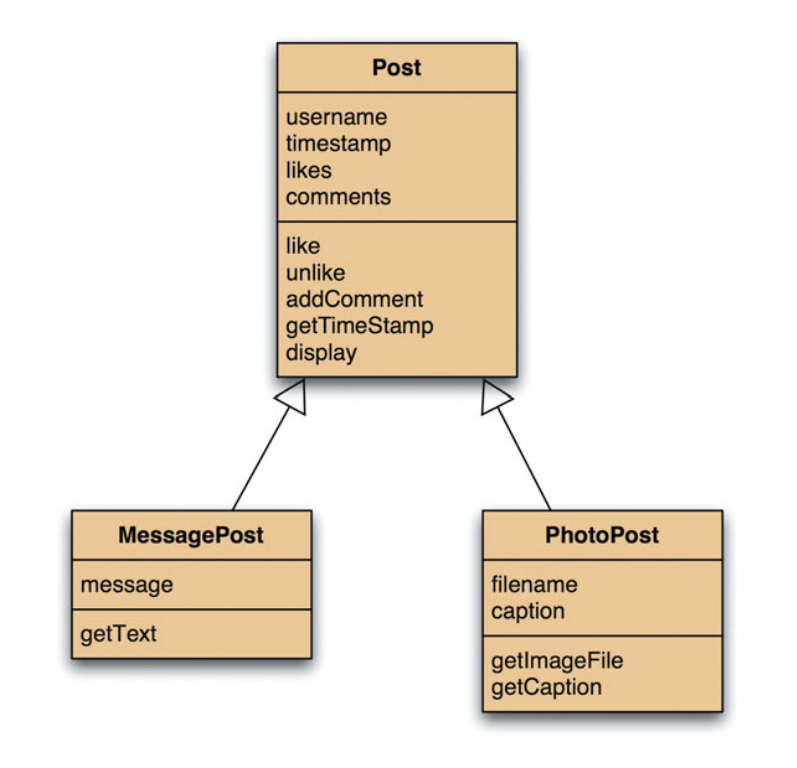 Post
username
timestamp
likes
comments
like
unlike
addComment
getTimeStamp
display
MessagePost
message
getText
PhotoPost
filename
caption
getImageFile
getCaption